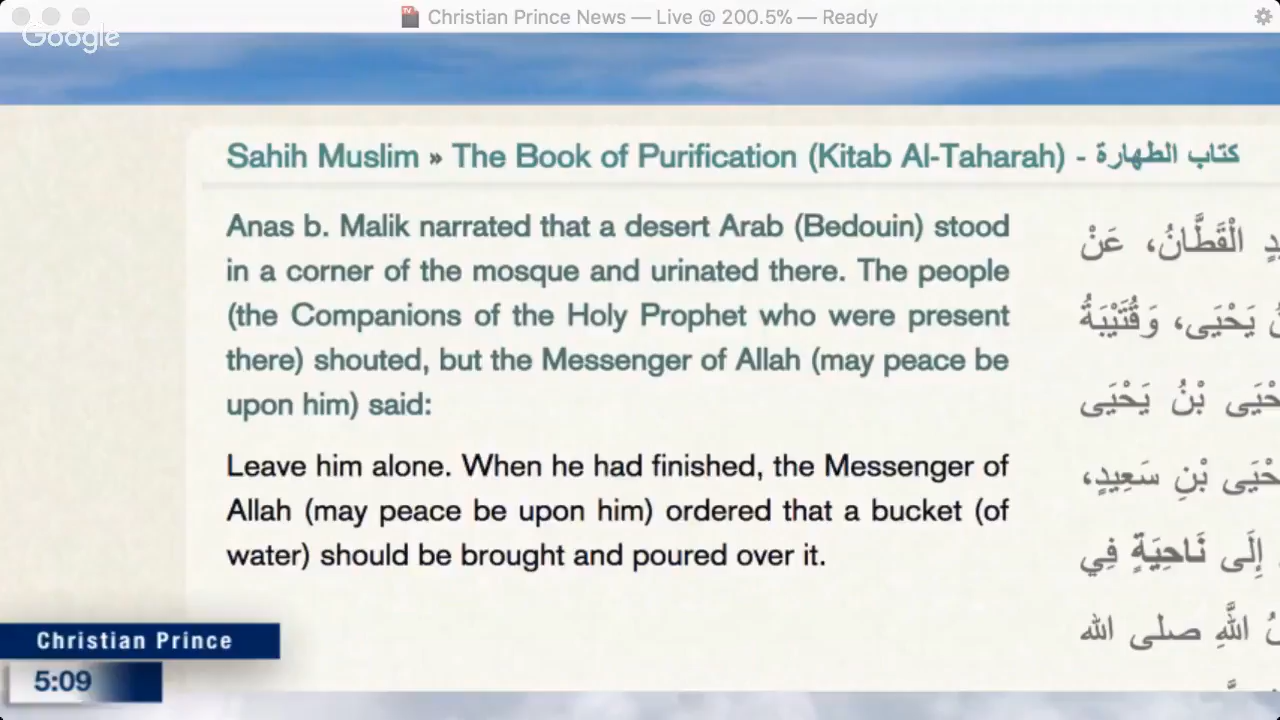 Christian Prince News — Live @ 200.5% — Ready
Google
Sahih Muslim » The Book of Purification (Kitab Al-Taharah) - كتاب الطهارة
Anas b. Malik narrated that a desert Arab (Bedouin) stood
in a corner of the mosque and urinated there. The people
(the Companions of the Holy Prophet who were present
there) shouted, but the Messenger of Allah (may peace be
upon him) said:
Leave him alone. When he had finished, the Messenger of
Allah (may peace be upon him) ordered that a bucket (of
water) should be brought and poured over it.
الْقَطَّانُ، عَنْ
يَحْيَى، وَقُتَيْبَةُ
بْنُ يَحْيَى
بْنِ سَعِيدٍ،
إِلَى نَاحِيَةٍ فِي
اللَّهِ صلى الله
Christian Prince
5:09